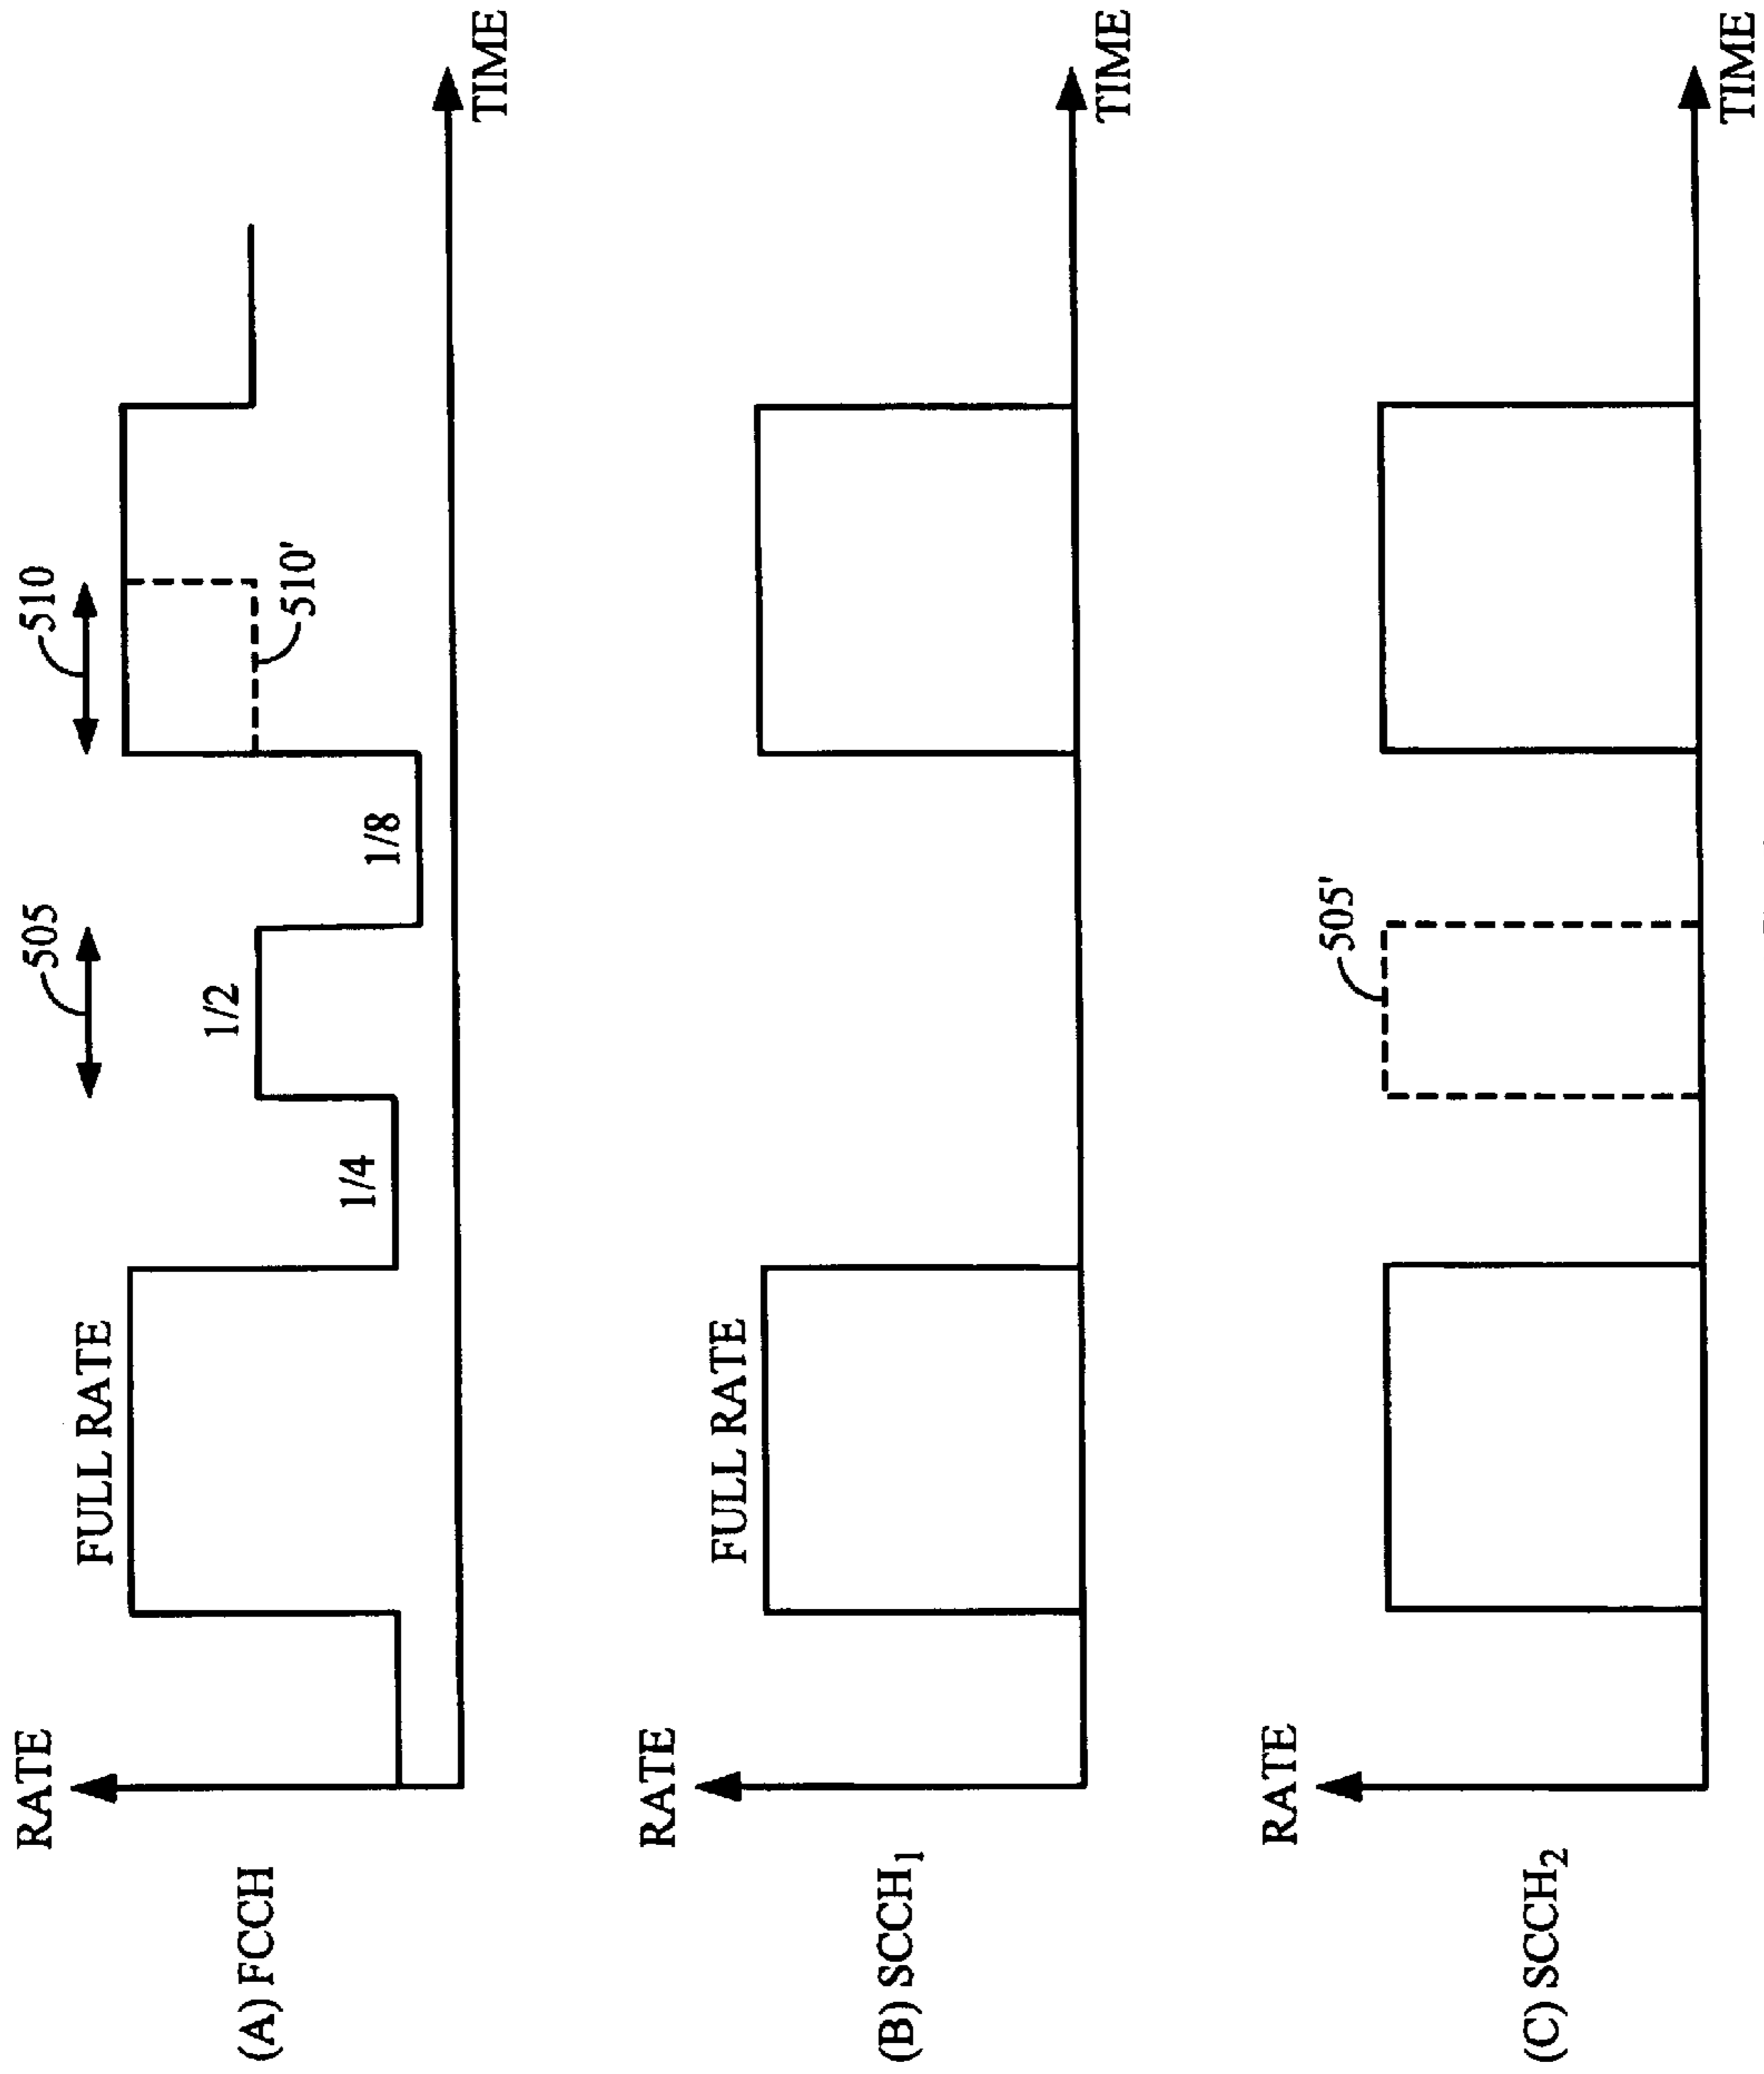 RATE
FULL RATE
1/4
1/2
505
1/8
510
510'
TIME
(A) FCCH
RATE
FULL RATE
TIME
(B) SCCH1
RATE
505'
TIME
(C) SCCH2